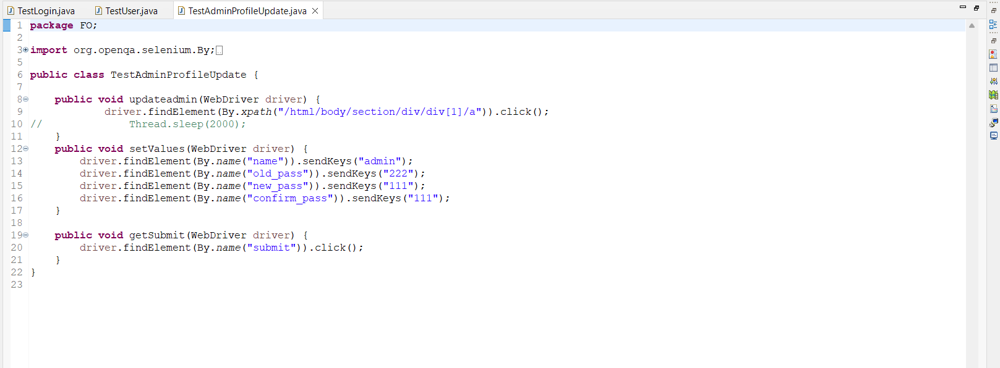 TestLogin.java TestUser.java TestAdminProfileUpdate.java
1 package FO;
2
3 import org.openqa.selenium.By;
5
6 public class TestAdminProfileUpdate {
7
8 public void updateadmin(WebDriver driver) {
9 driver.findElement(By.xpath("/html/body/section/div/div[1]/a")).click();
10 // Thread.sleep(2000);
11 }
12 public void setValues(WebDriver driver) {
13 driver.findElement(By.name("name")).sendKeys("admin");
14 driver.findElement(By.name("old_pass")).sendKeys("222");
15 driver.findElement(By.name("new_pass")).sendKeys("111");
16 driver.findElement(By.name("confirm_pass")).sendKeys("111");
17 }
18
19 public void getSubmit(WebDriver driver) {
20 driver.findElement(By.name("submit")).click();
21 }
22 }
23